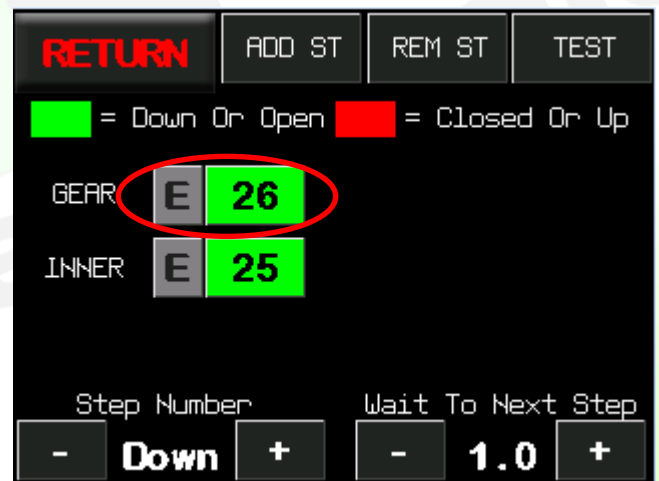 RETURN ADD ST REM ST TEST
= Down Or Open = Closed Or Up
GEAR E 26
INNER E 25
Step Number Wait To Next Step
- Down + - 1.0 +